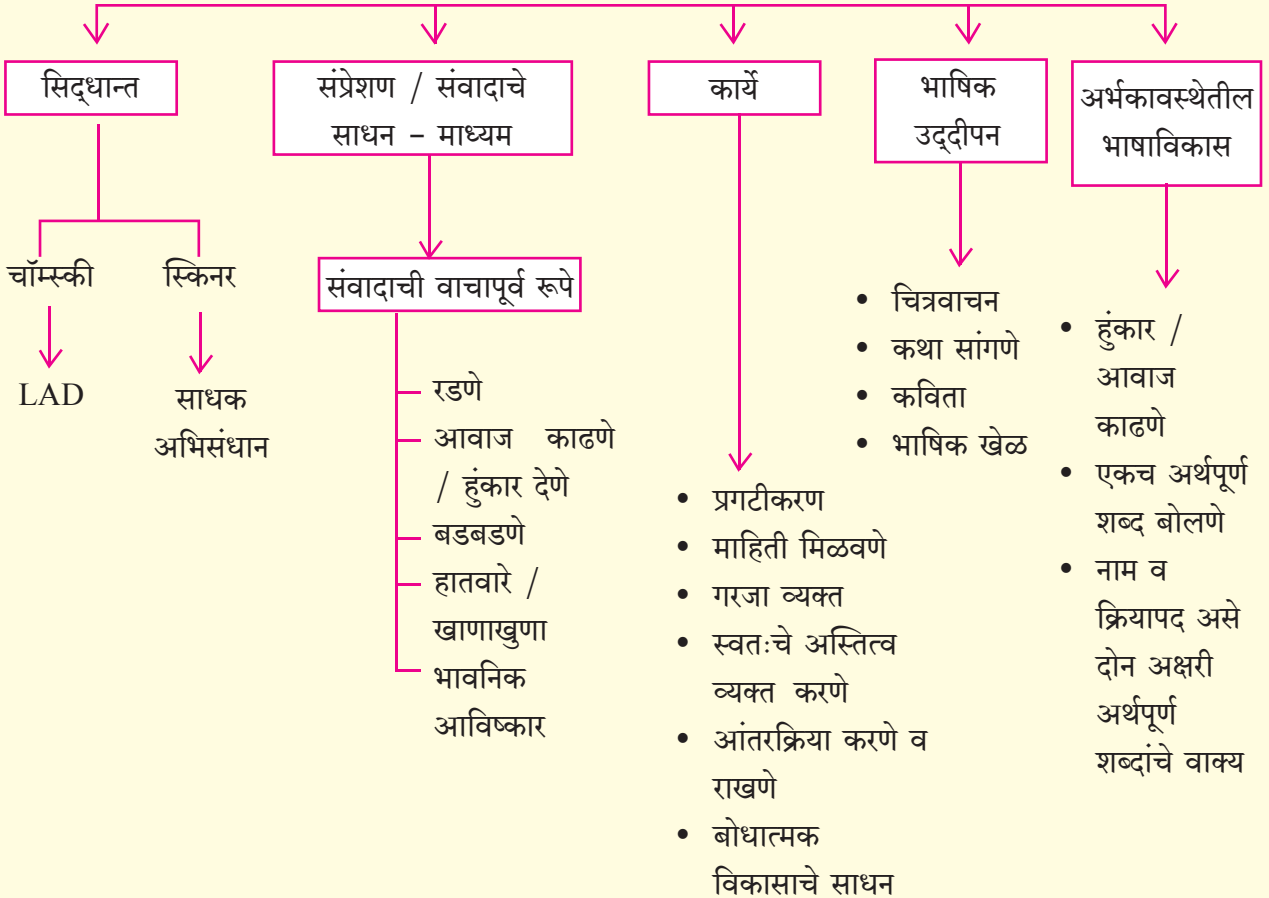 सिद्धान्त
चॉम्स्की
LAD
स्किनर
साधक
अभिसंधान
संप्रेशण / संवादाचे
साधन – माध्यम
संवादाची वाचापूर्व रूपे
रडणे
आवाज काढणे
/ हुंकार देणे
बडबडणे
हातवारे /
खाणाखुणा
भावनिक
आविष्कार
कार्ये
• प्रगटीकरण
• माहिती मिळवणे
• गरजा व्यक्त
• स्वतःचे अस्तित्व
व्यक्त करणे
• आंतरक्रिया करणे व
राखणे
• बोधात्मक
विकासाचे साधन
भाषिक
उद्दीपन
• चित्रवाचन
• कथा सांगणे
• कविता
• भाषिक खेळ
अर्भकावस्थेतील
भाषाविकास
• हुंकार /
आवाज
काढणे
• एकच अर्थपूर्ण
शब्द बोलणे
• नाम व
क्रियापद असे
दोन अक्षरी
अर्थपूर्ण
शब्दांचे वाक्य